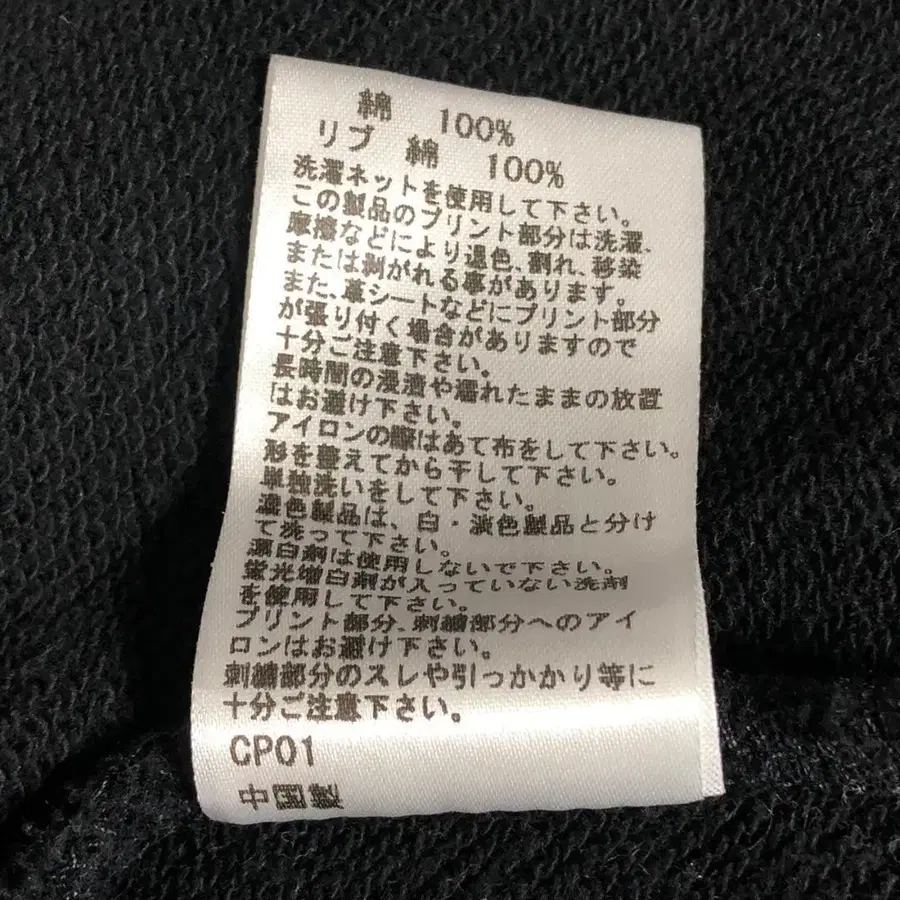 綿 100%
リブ 綿 100%
洗濯ネットを使用して下さい。
この製品のプリント部分は洗濯、
摩擦などにより退色、割れ、移染
または剥がれる事があります。
また、革シートなどにプリント部分
が張り付く場合がありますので
十分ご注意下さい。
長時間の浸漬や濡れたままの放置
はお避け下さい。
アイロンの際はあて布をして下さい。
形を整えてから干して下さい。
単独洗いをして下さい。
濃色製品は、白・淡色製品と分け
て洗って下さい。
漂白剤は使用しないで下さい。
蛍光増白剤が入っていない洗剤
を使用して下さい。
プリント部分、刺繍部分へのアイ
ロンはお避け下さい。
刺繍部分のスレや引っかかり等に
十分ご注意下さい。
CP01
中国製